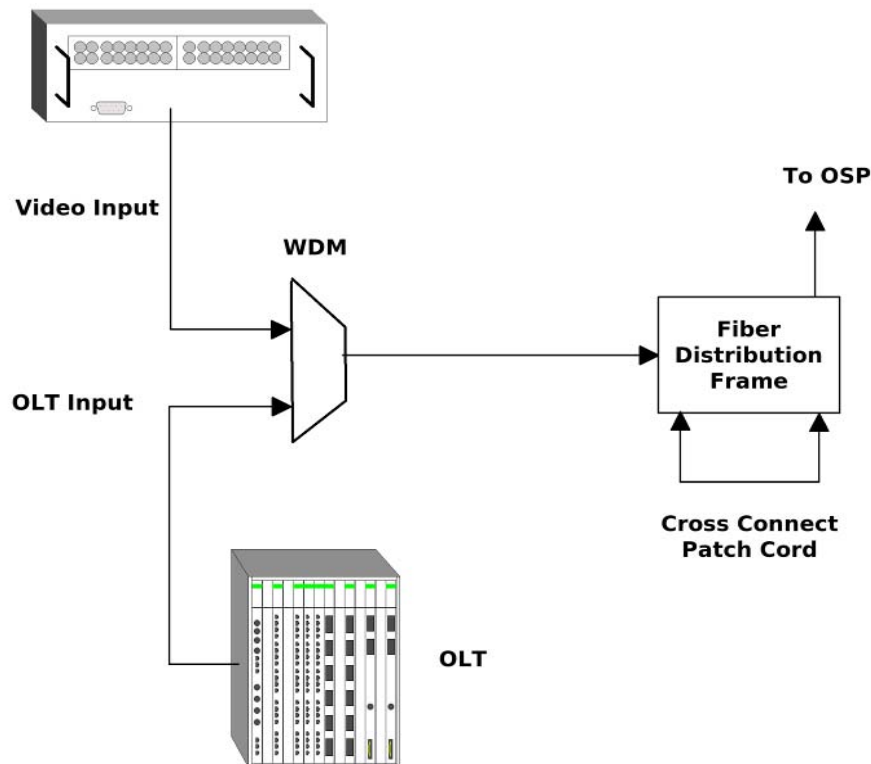 Video Input
To OSP
WDM
Fiber
Distribution
Frame
OLT Input
Cross Connect
Patch Cord
OLT